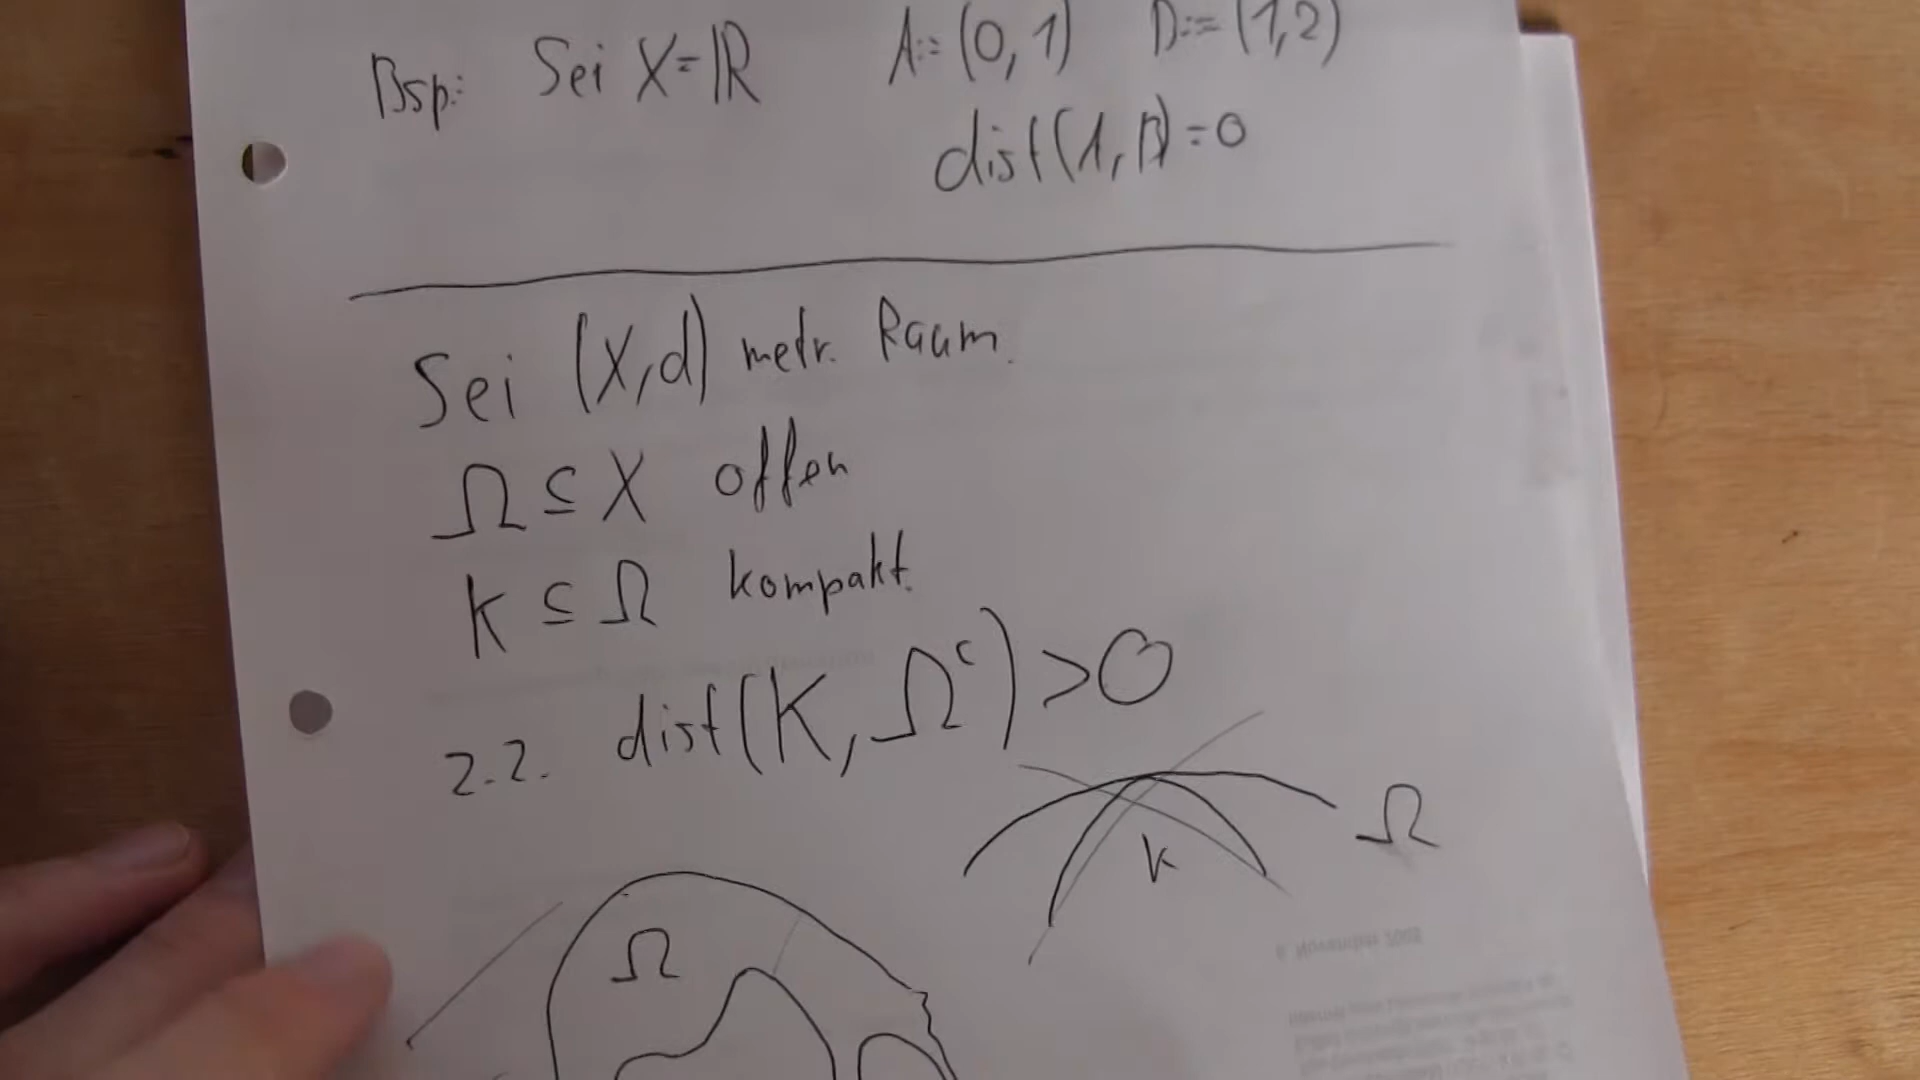 Bsp: Sei X=ℝ A:=(0,1) B:=(1,2)
dist(A,B)=0
Sei (X,d) metr. Raum.
Ω ⊆ X offen
K ⊆ Ω kompakt.
z.z. dist(K, Ωᶜ) >0
Ω
K
Ω